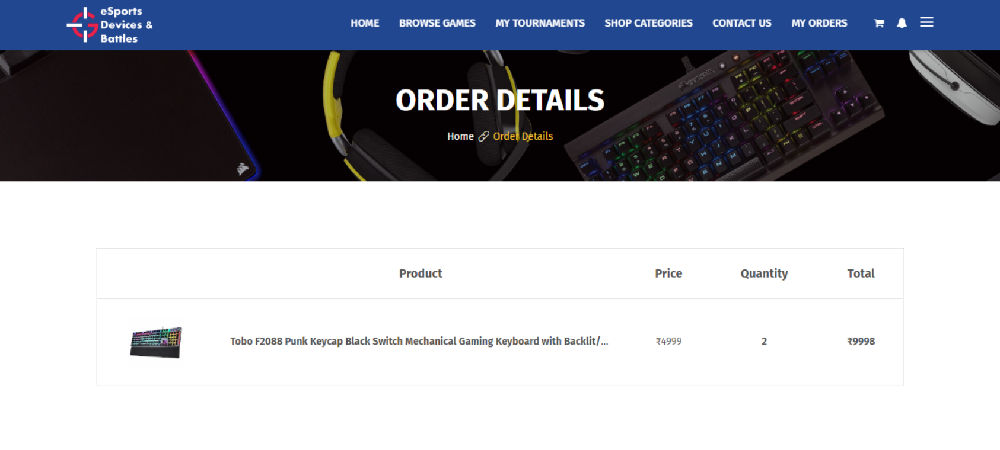 eSports
Devices &
Battles
HOME BROWSE GAMES MY TOURNAMENTS SHOP CATEGORIES CONTACT US MY ORDERS
ORDER DETAILS
Home Order Details
Product Price Quantity Total
Tobo F2088 Punk Keycap Black Switch Mechanical Gaming Keyboard with Backlit/... ₹4999 2 ₹9998